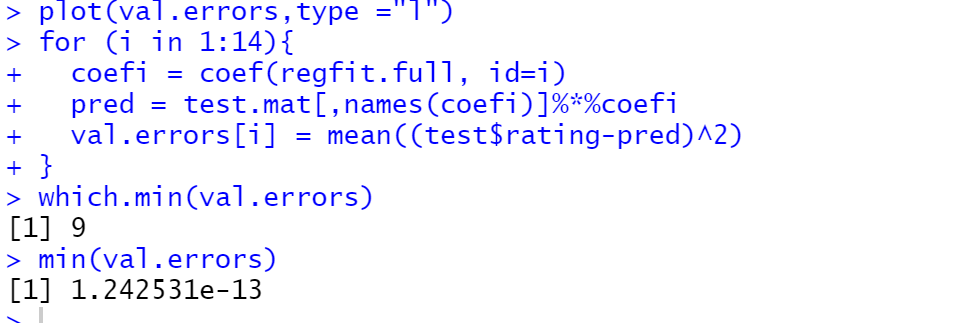 > plot(val.errors,type ="l")
> for (i in 1:14){
+   coefi = coef(regfit.full, id=i)
+   pred = test.mat[,names(coefi)]%*%coefi
+   val.errors[i] = mean((test$rating-pred)^2)
+ }
> which.min(val.errors)
[1] 9
> min(val.errors)
[1] 1.242531e-13
>